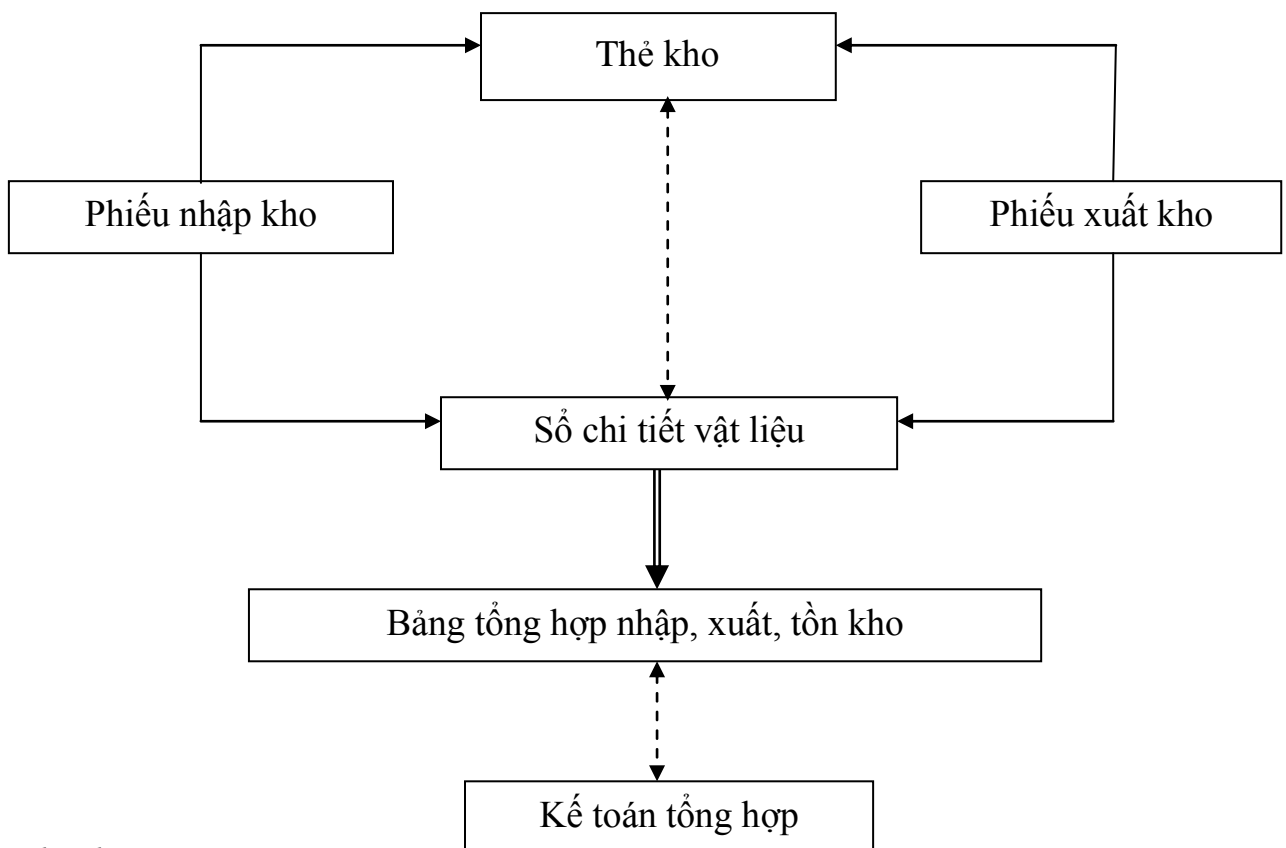 Thẻ kho
Phiếu nhập kho
Phiếu xuất kho
Sổ chi tiết vật liệu
Bảng tổng hợp nhập, xuất, tồn kho
Kế toán tổng hợp